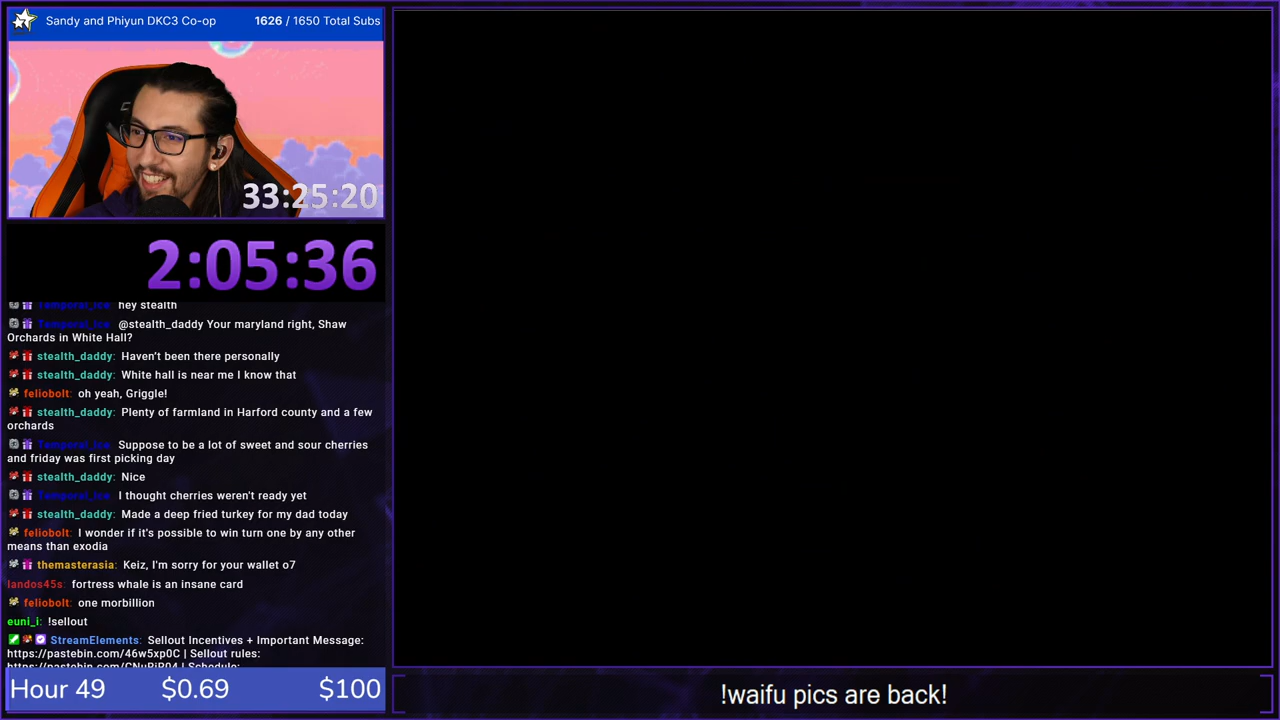 Sandy and Phiyun DKC3 Co-op 1626 / 1650 Total Subs
33:25:20
2:05:36
Temporal_Ice: hey stealth
Temporal_Ice: @stealth_daddy Your maryland right, Shaw
Orchards in White Hall?
stealth_daddy: Haven't been there personally
stealth_daddy: White hall is near me I know that
feliobolt: oh yeah, Griggle!
stealth_daddy: Plenty of farmland in Harford county and a few
orchards
Temporal_Ice: Suppose to be a lot of sweet and sour cherries
and friday was first picking day
stealth_daddy: Nice
Temporal_Ice: I thought cherries weren't ready yet
stealth_daddy: Made a deep fried turkey for my dad today
feliobolt: I wonder if it's possible to win turn one by any other
means than exodia
themasterasia: Keiz, I'm sorry for your wallet o7
landos45s: fortress whale is an insane card
feliobolt: one morbillion
euni_i: !sellout
StreamElements: Sellout Incentives + Important Message:
https://pastebin.com/46w5xp0C | Sellout rules:
Hour 49 $0.69 $100
!waifu pics are back!